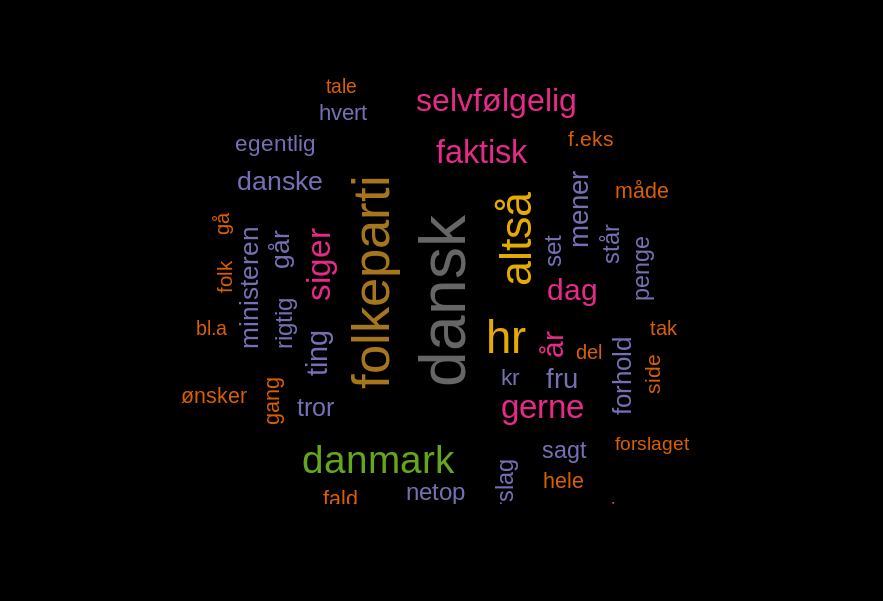 tale
selvfølgelig
hvert
egentlig
faktisk
f.eks
danske
måde
folkeparti
dansk
altså
mener
gå
går
siger
set
står
penge
folk
ministeren
dag
rigtig
bl.a
ting
hr
år
del
tak
kr
fru
forhold
side
ønsker
gang
tror
gerne
danmark
sagt
forslaget
netop
hele
fald
slag